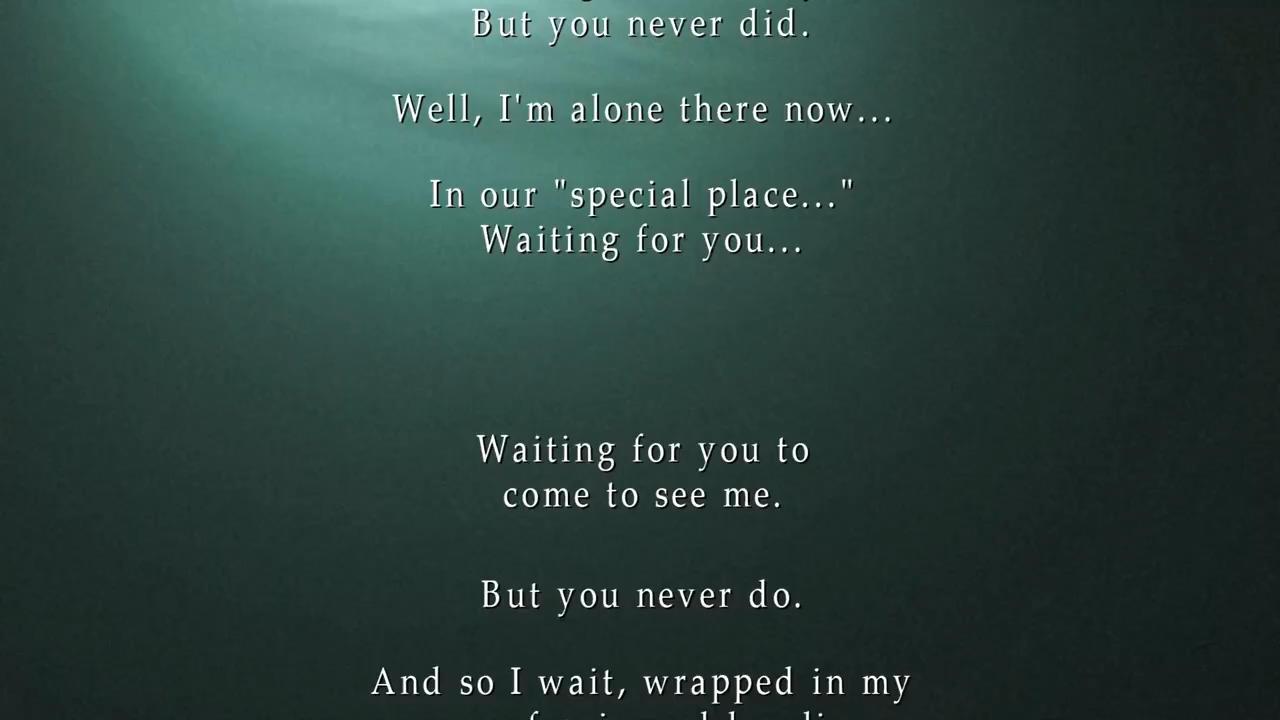 But you never did.
Well, I'm alone there now...
In our "special place..."
Waiting for you...
Waiting for you to
come to see me.
But you never do.
And so I wait, wrapped in my